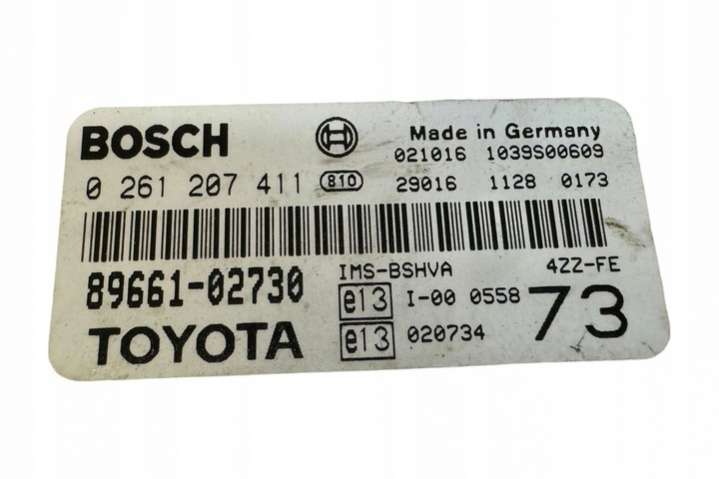 BOSCH Made in Germany
021016 1039S00609
0 261 207 411 810 29016 1128 0173
IMS-BSHVA 4ZZ-FE
89661-02730 e13 I-00 0558 73
TOYOTA e13 020734